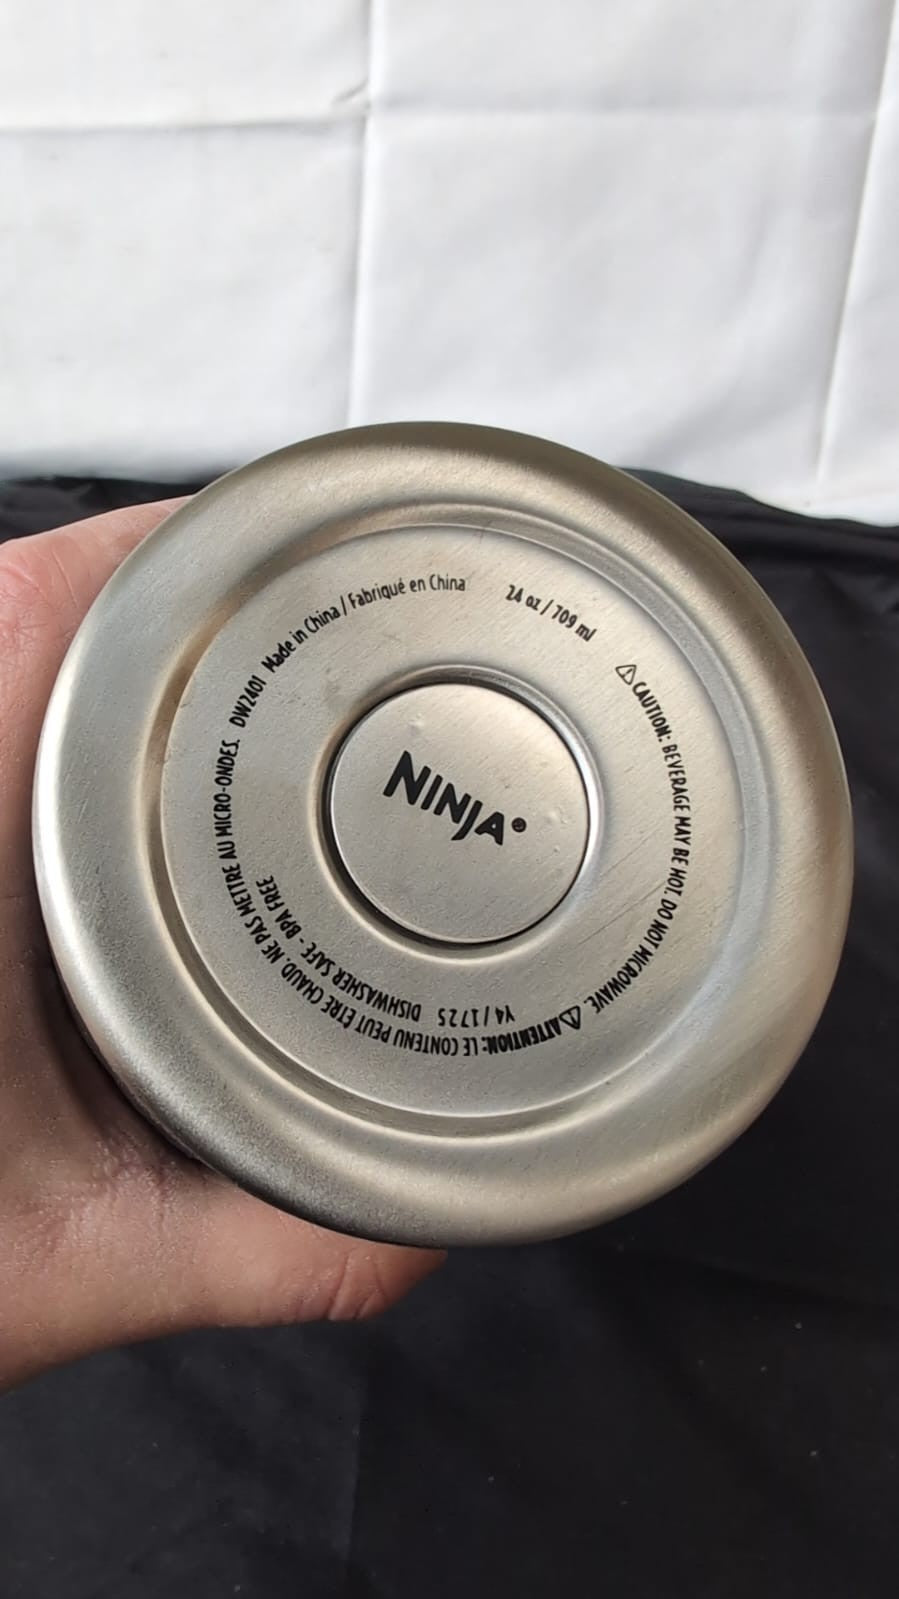 NINJA®
24 oz / 709 ml
⚠CAUTION: BEVERAGE MAY BE HOT. DO NOT MICROWAVE.
⚠ATTENTION: LE CONTENU PEUT ÊTRE CHAUD. NE PAS METTRE AU MICRO-ONDES.
DW2401
Made in China / Fabriqué en China
Y4/1725
DISHWASHER SAFE - BPA FREE